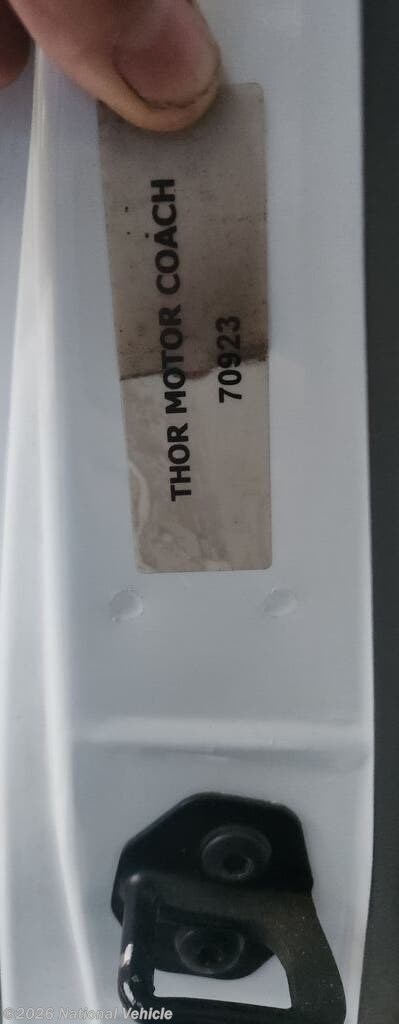 THOR MOTOR COACH
70923
©2026 National Vehicle